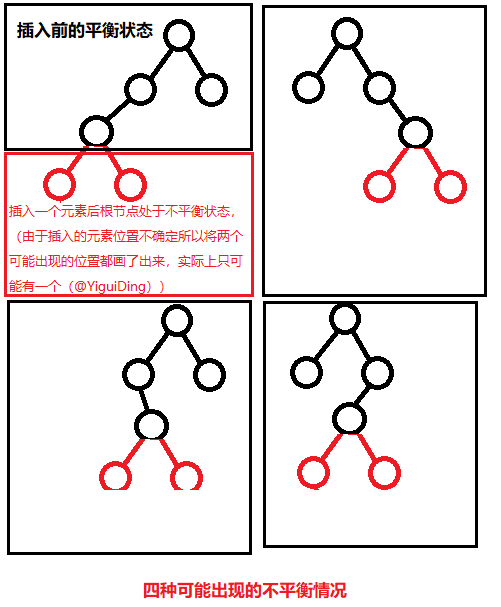 插入前的平衡状态
插入一个元素后根节点处于不平衡状态，
（由于插入的元素位置不确定所以将两个
可能出现的位置都画了出来，实际上只可
能有一个（@YiguiDing））
四种可能出现的不平衡情况